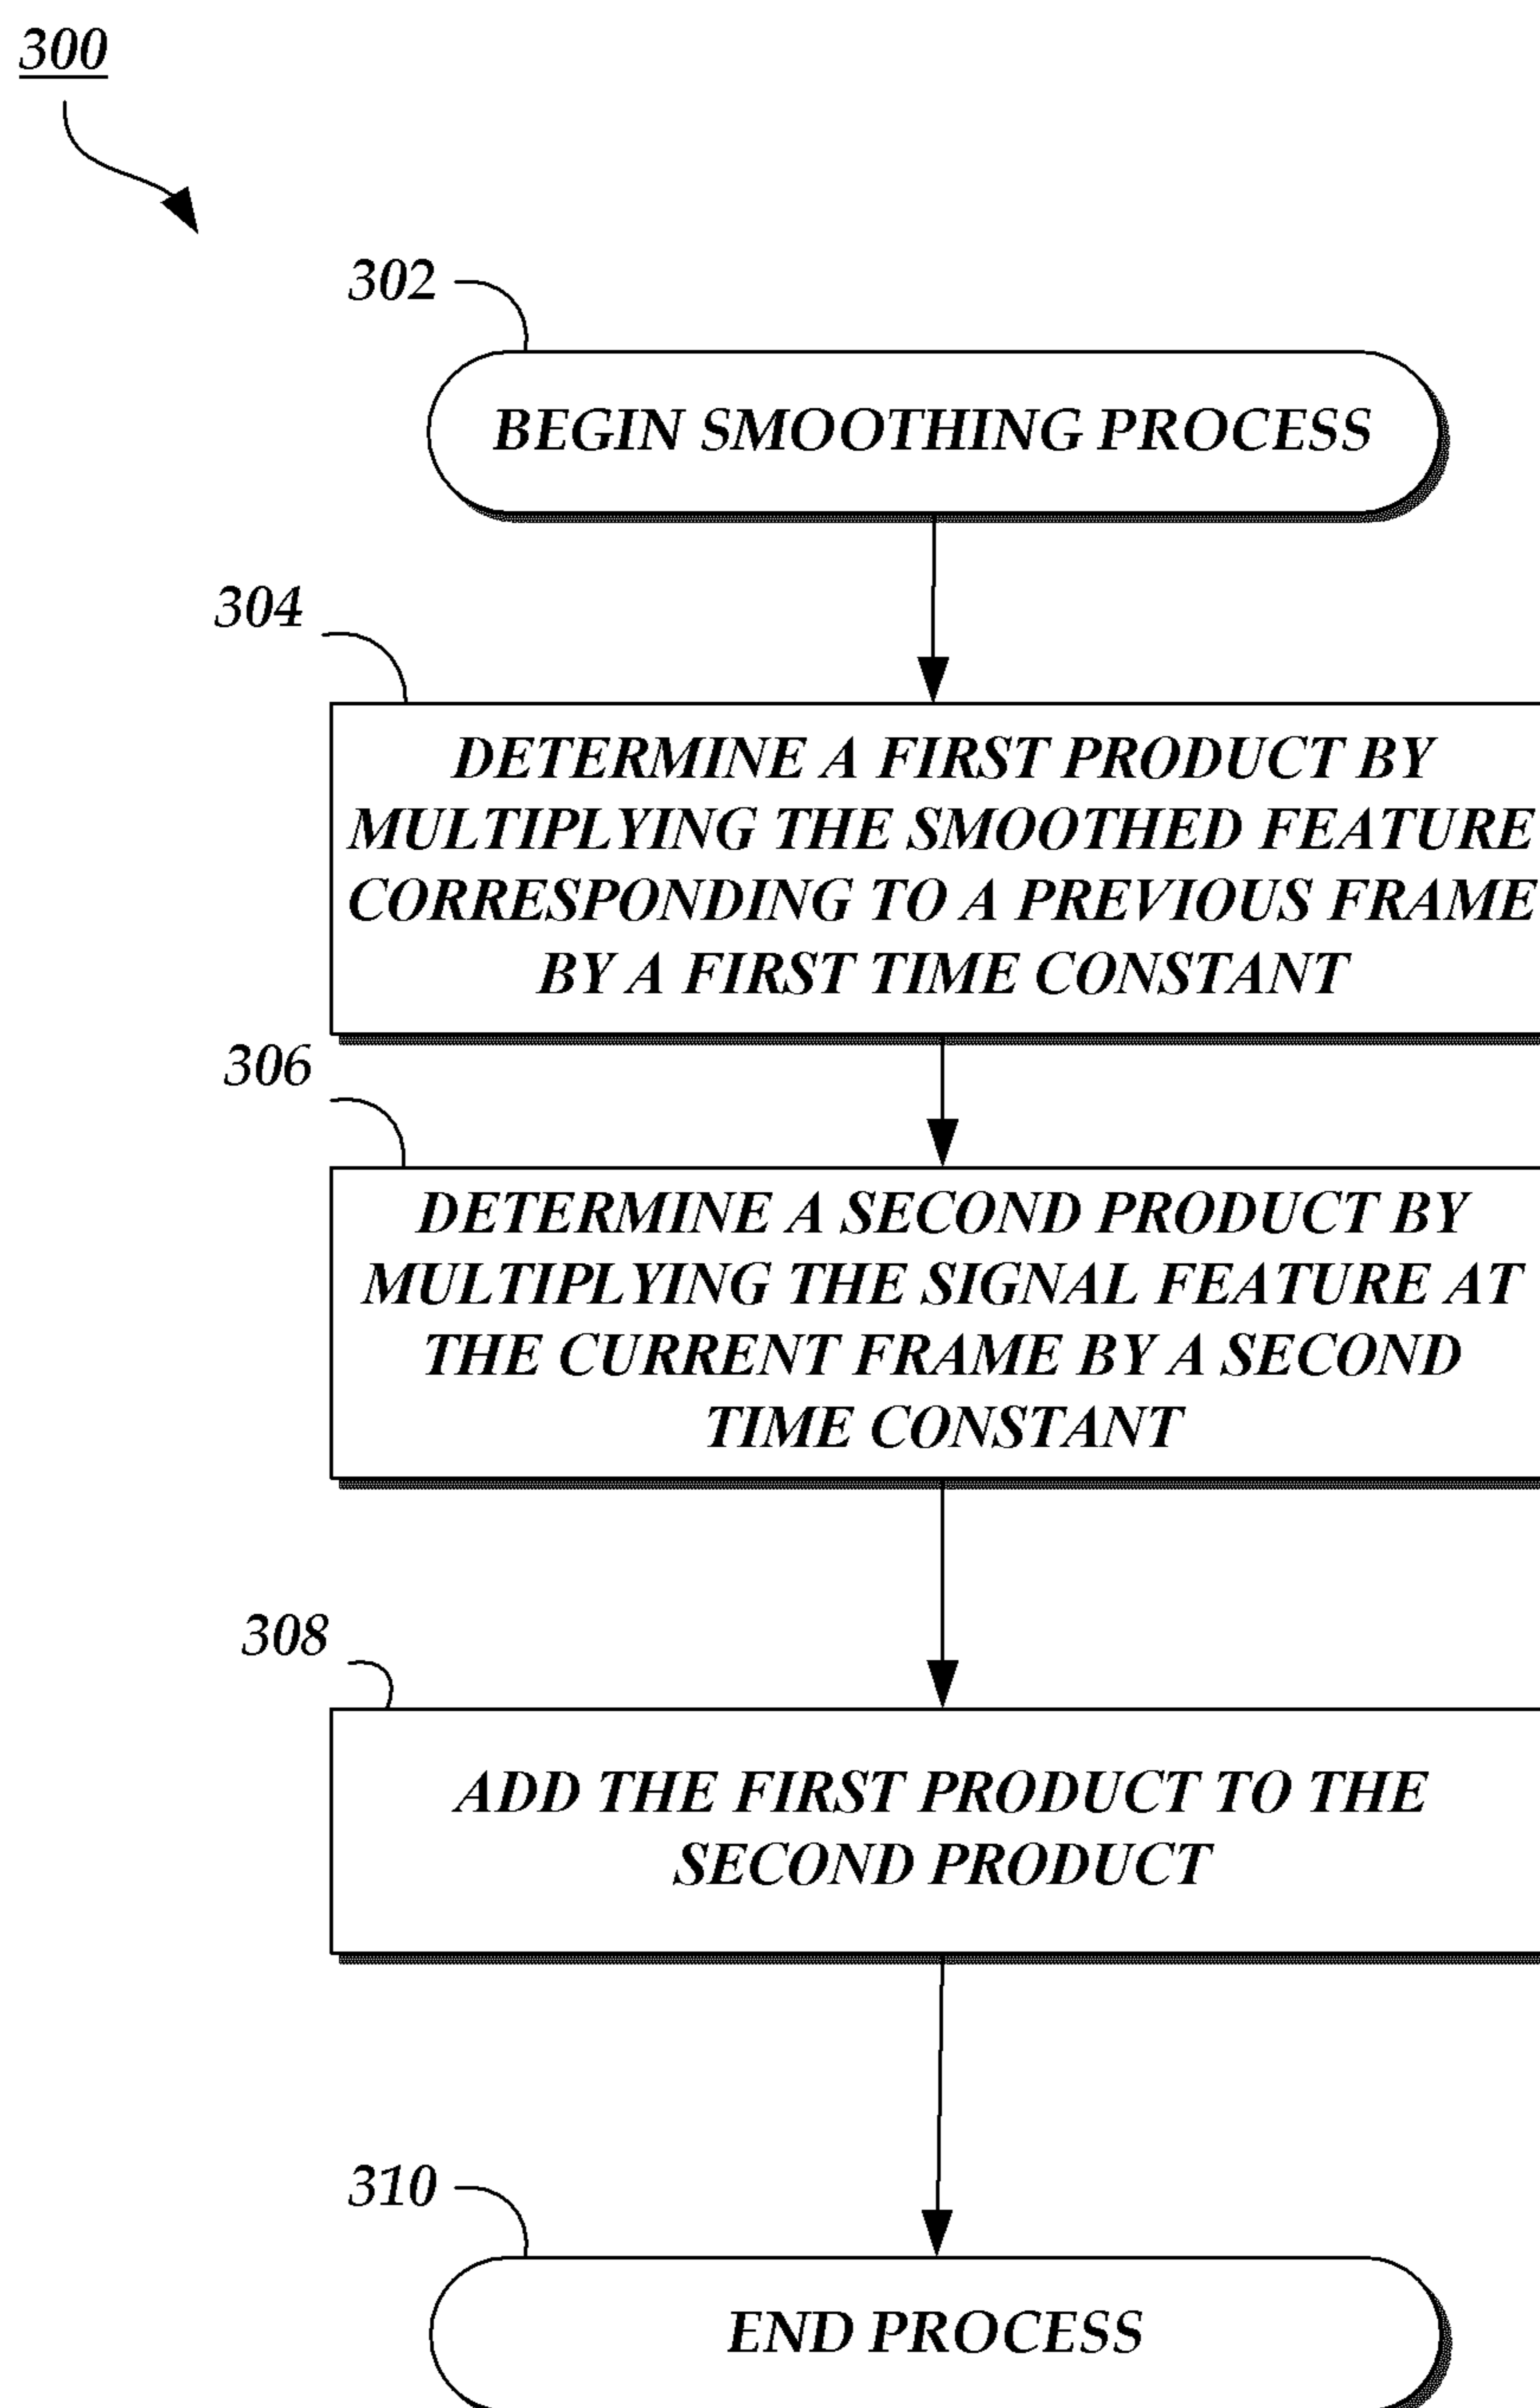 300
302
BEGIN SMOOTHING PROCESS
304
DETERMINE A FIRST PRODUCT BY
MULTIPLYING THE SMOOTHED FEATURE
CORRESPONDING TO A PREVIOUS FRAME
BY A FIRST TIME CONSTANT
306
DETERMINE A SECOND PRODUCT BY
MULTIPLYING THE SIGNAL FEATURE AT
THE CURRENT FRAME BY A SECOND
TIME CONSTANT
308
ADD THE FIRST PRODUCT TO THE
SECOND PRODUCT
310
END PROCESS